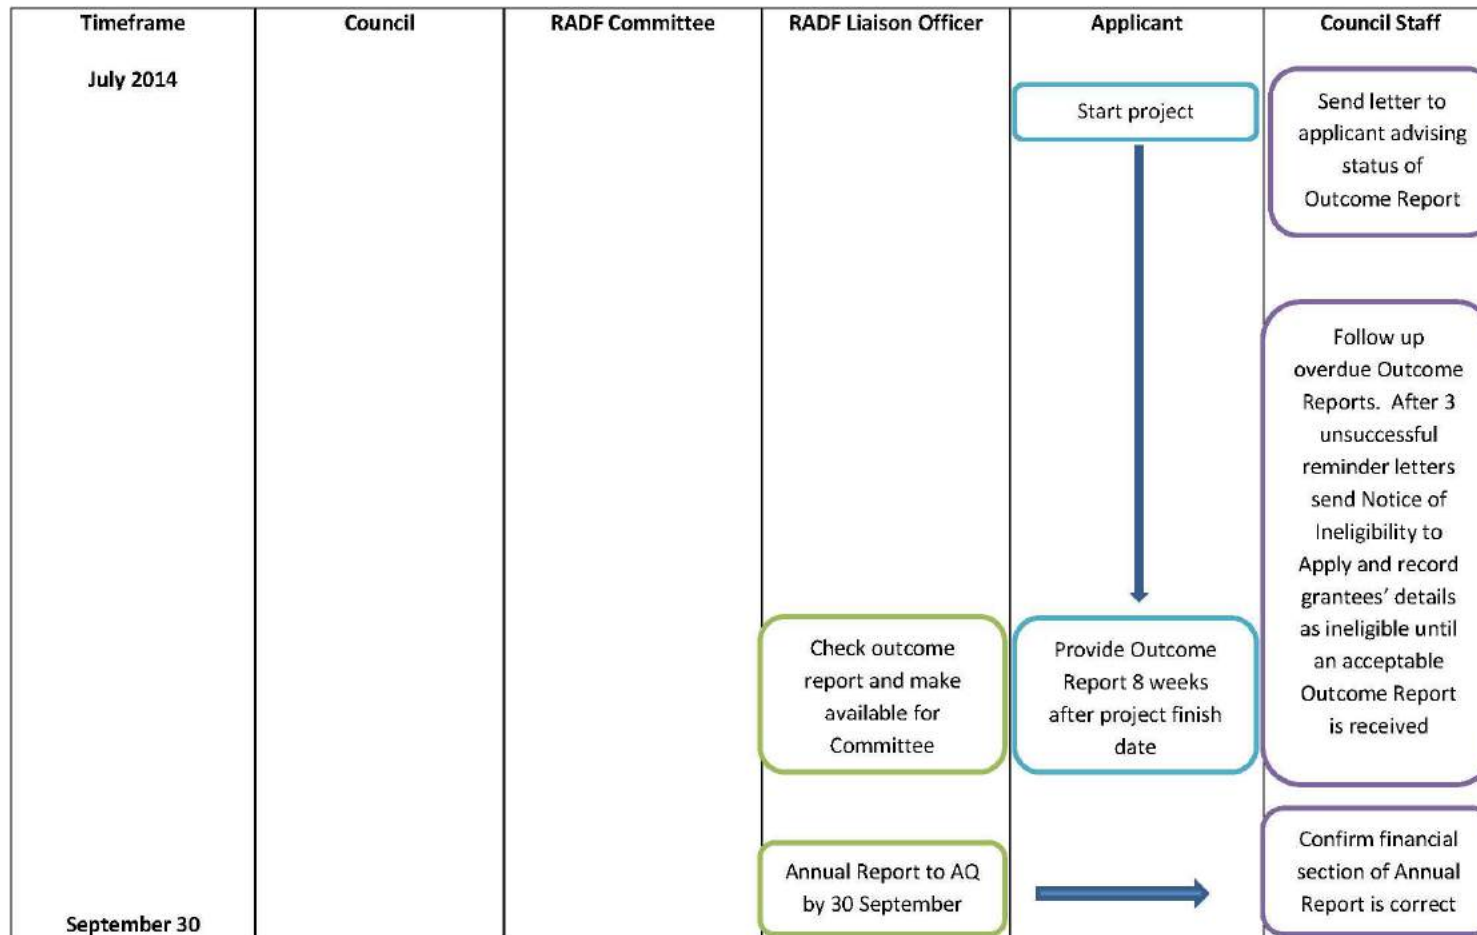 Timeframe
Council
RADF Committee
RADF Liaison Officer
Applicant
Council Staff
July 2014
Start project
Send letter to
applicant advising
status of
Outcome Report
Follow up
overdue Outcome
Reports.  After 3
unsuccessful
reminder letters
send Notice of
Ineligibility to
Apply and record
grantees’ details
as ineligible until
an acceptable
Outcome Report
is received
Check outcome
report and make
available for
Committee
Provide Outcome
Report 8 weeks
after project finish
date
Annual Report to AQ
by 30 September
Confirm financial
section of Annual
Report is correct
September 30